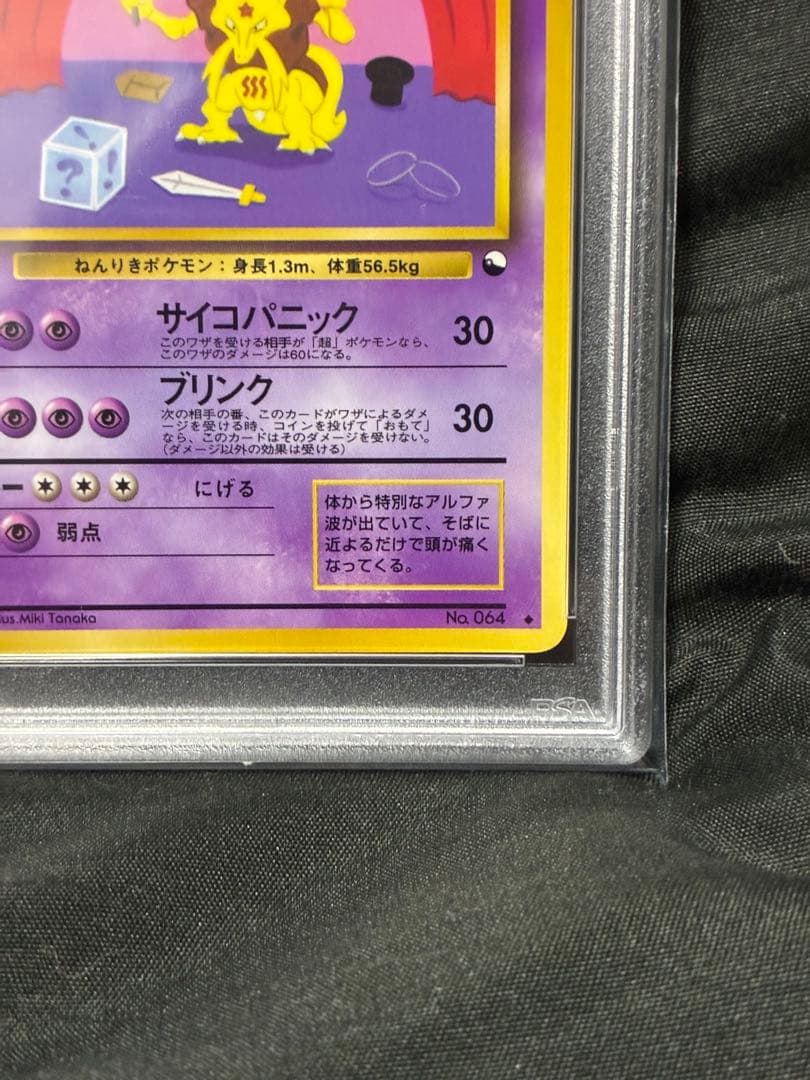 ?
ねんりきポケモン：身長1.3m、体重56.5kg
サイコパニック
このワザを受ける相手が「超」ポケモンなら、
このワザのダメージは60になる。
30
ブリンク
次の相手の番、このカードがワザによるダメ
ージを受ける時、コインを投げて「おもて」
なら、このカードはそのダメージを受けない。
（ダメージ以外の効果は受ける）
30
ー
にげる
弱点
体から特別なアルファ
波が出ていて、そばに
近よるだけで頭が痛く
なってくる。
lus.Miki Tanaka
No. 064
PSA